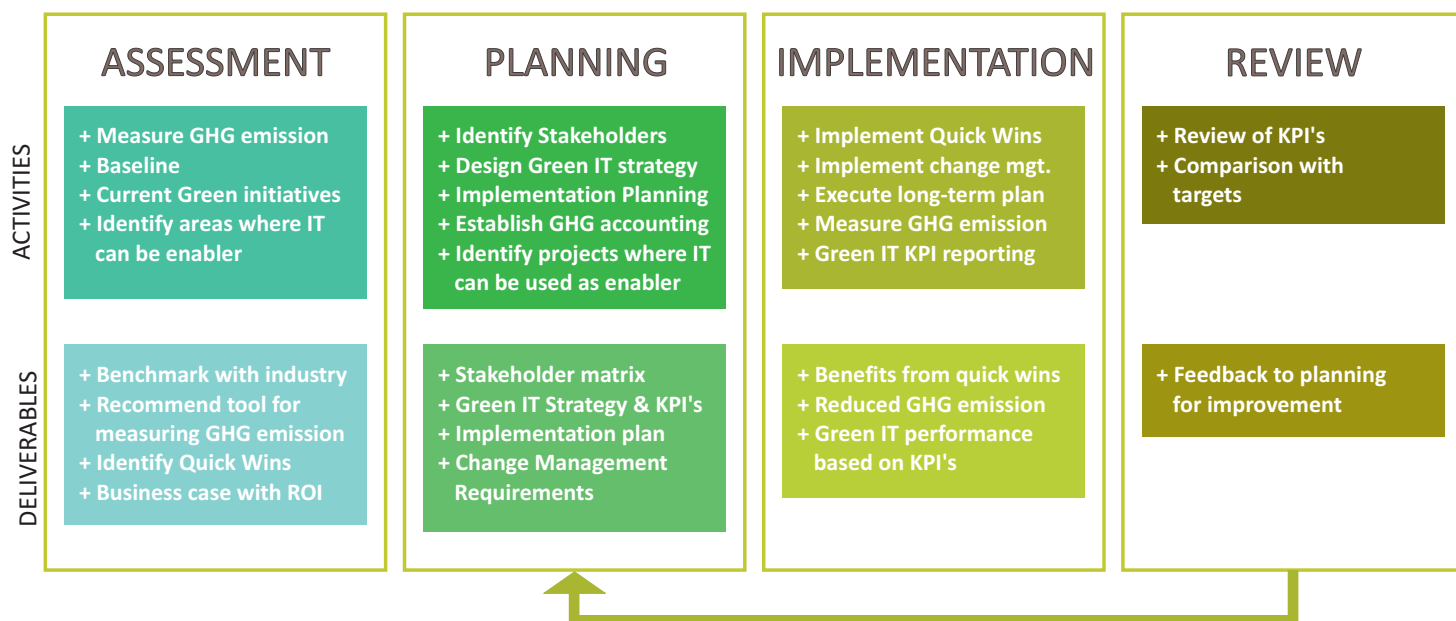 ASSESSMENT
PLANNING
IMPLEMENTATION
REVIEW
ACTIVITIES
+ Measure GHG emission
+ Baseline
+ Current Green initiatives
+ Identify areas where IT
can be enabler
+ Identify Stakeholders
+ Design Green IT strategy
+ Implementation Planning
+ Establish GHG accounting
+ Identify projects where IT
can be used as enabler
+ Implement Quick Wins
+ Implement change mgt.
+ Execute long-term plan
+ Measure GHG emission
+ Green IT KPI reporting
+ Review of KPI's
+ Comparison with
targets
DELIVERABLES
+ Benchmark with industry
+ Recommend tool for
measuring GHG emission
+ Identify Quick Wins
+ Business case with ROI
+ Stakeholder matrix
+ Green IT Strategy & KPI's
+ Implementation plan
+ Change Management
Requirements
+ Benefits from quick wins
+ Reduced GHG emission
+ Green IT performance
based on KPI's
+ Feedback to planning
for improvement